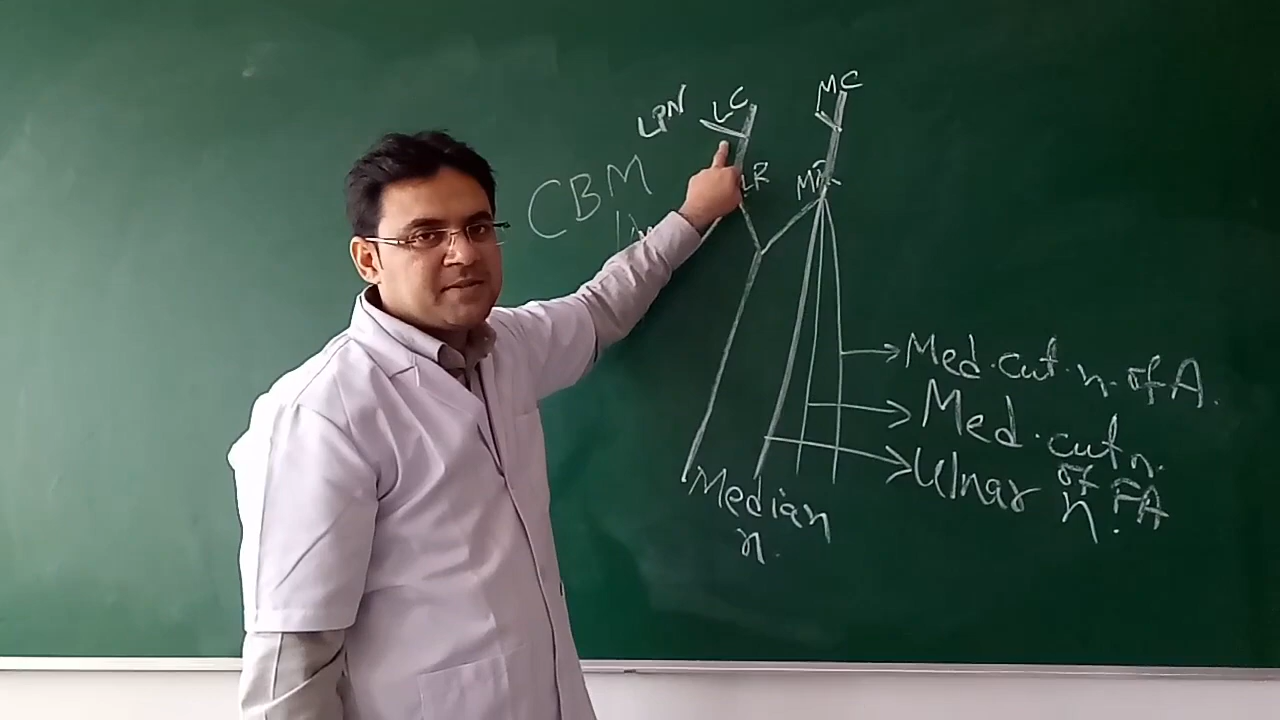 LPN LC MC
CBM LR MR
Med. cut. n. of A.
Med. cut n. of FA
Ulnar n.
Median n.